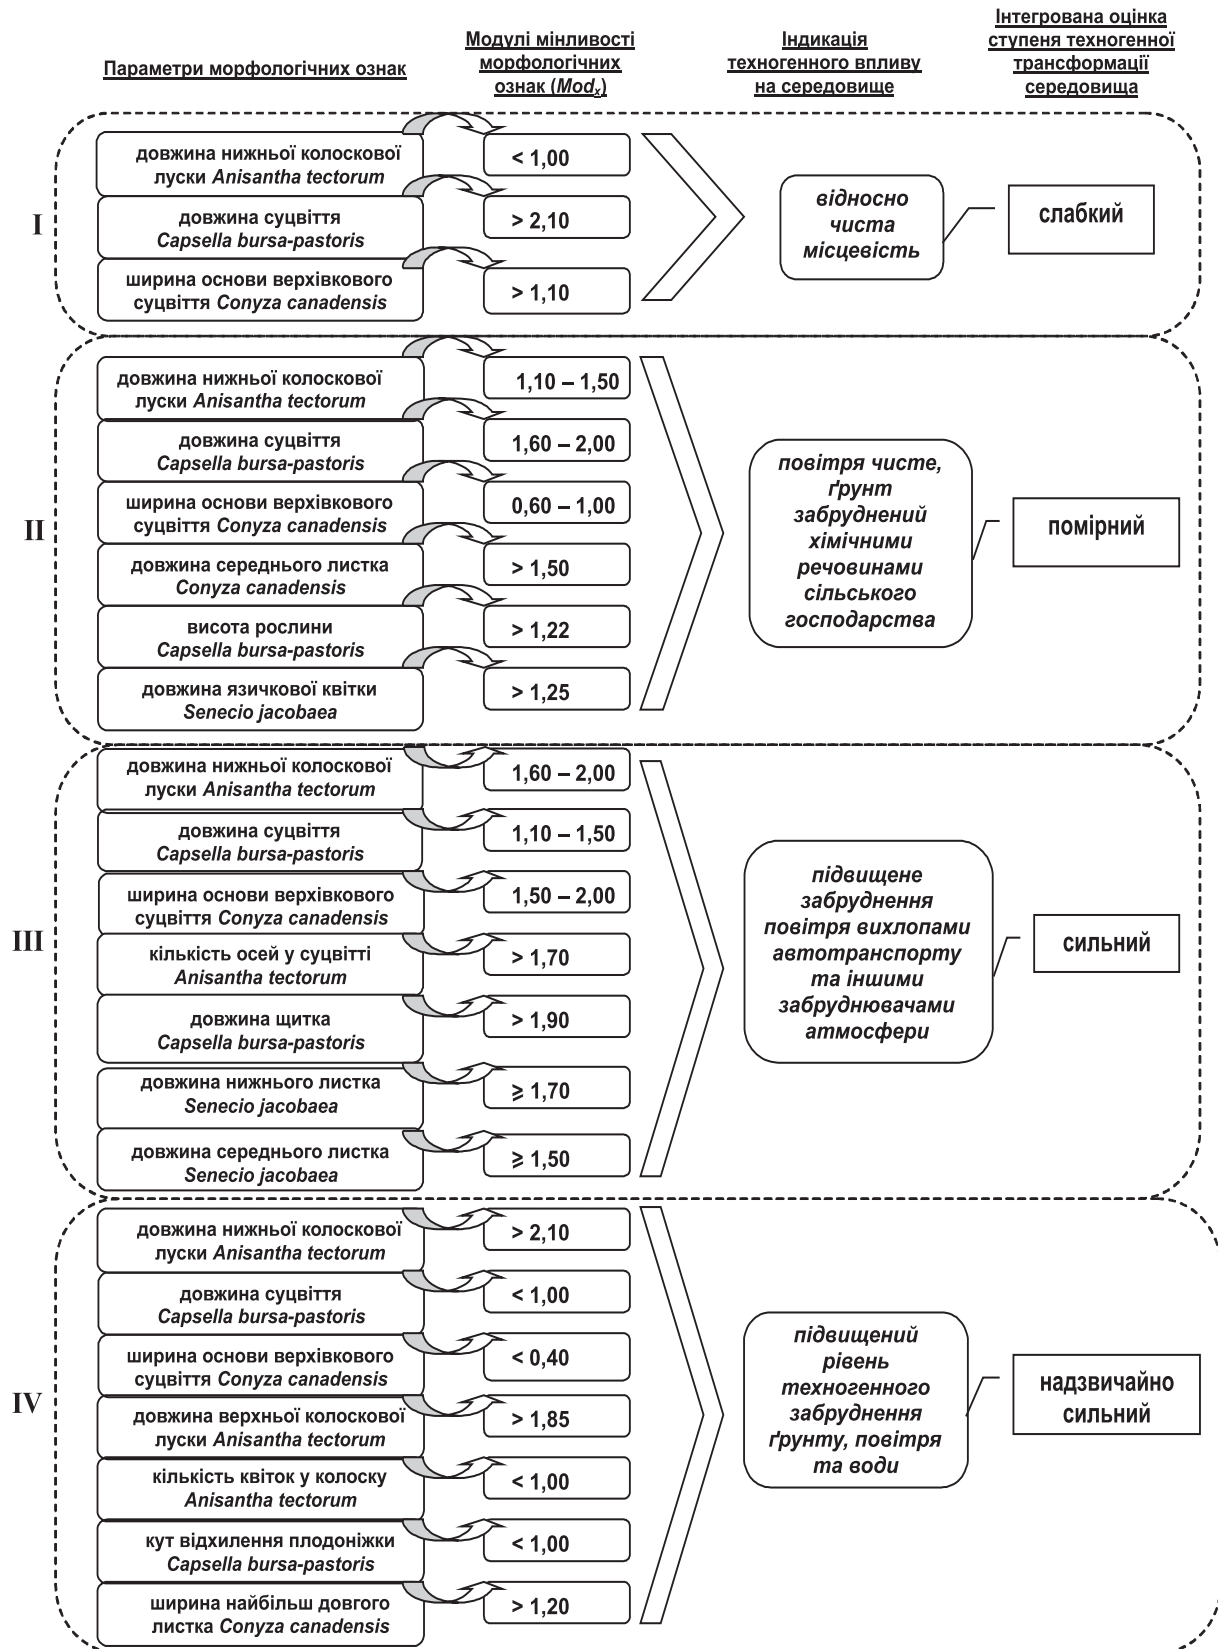 Параметри морфологічних ознак
Модулі мінливості
морфологічних
ознак (Modx)
Індикація
техногенного впливу
на середовище
Інтегрована оцінка
ступеня техногенної
трансформації
середовища
I
довжина нижньої колоскової
луски Anisantha tectorum
< 1,00
довжина суцвіття
Capsella bursa-pastoris
> 2,10
ширина основи верхівкового
суцвіття Conyza canadensis
> 1,10
відносно
чиста
місцевість
слабкий
II
довжина нижньої колоскової
луски Anisantha tectorum
1,10 – 1,50
довжина суцвіття
Capsella bursa-pastoris
1,60 – 2,00
ширина основи верхівкового
суцвіття Conyza canadensis
0,60 – 1,00
довжина середнього листка
Conyza canadensis
> 1,50
висота рослини
Capsella bursa-pastoris
> 1,22
довжина язичкової квітки
Senecio jacobaea
> 1,25
повітря чисте,
ґрунт
забруднений
хімічними
речовинами
сільського
господарства
помірний
III
довжина нижньої колоскової
луски Anisantha tectorum
1,60 – 2,00
довжина суцвіття
Capsella bursa-pastoris
1,10 – 1,50
ширина основи верхівкового
суцвіття Conyza canadensis
1,50 – 2,00
кількість осей у суцвітті
Anisantha tectorum
> 1,70
довжина щитка
Capsella bursa-pastoris
> 1,90
довжина нижнього листка
Senecio jacobaea
⩾ 1,70
довжина середнього листка
Senecio jacobaea
⩾ 1,50
підвищене
забруднення
повітря вихлопами
автотранспорту
та іншими
забруднювачами
атмосфери
сильний
IV
довжина нижньої колоскової
луски Anisantha tectorum
> 2,10
довжина суцвіття
Capsella bursa-pastoris
< 1,00
ширина основи верхівкового
суцвіття Conyza canadensis
< 0,40
довжина верхньої колоскової
луски Anisantha tectorum
> 1,85
кількість квіток у колоску
Anisantha tectorum
< 1,00
кут відхилення плодоніжки
Capsella bursa-pastoris
< 1,00
ширина найбільш довгого
листка Conyza canadensis
> 1,20
підвищений
рівень
техногенного
забруднення
ґрунту, повітря
та води
надзвичайно
сильний